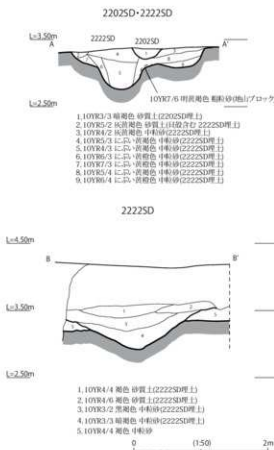 2202SD・2222SD
L=3.50m
A
2222SD
2202SD
A'
L=2.50m
10YR7/6 明黄褐色 粗粒砂(地山ブロック)
1.10YR3/3 暗褐色 砂質土(2202SD埋土)
2.10YR5/2 灰黄褐色 砂質土(貝殻含む 2222SD埋土)
3.10YR4/2 灰黄褐色 中粒砂(2222SD埋土)
4.10YR5/3 にぶい黄褐色 中粒砂(2222SD埋土)
5.10YR4/3 にぶい黄褐色 中粒砂(2222SD埋土)
6.10YR6/3 にぶい黄橙色 中粒砂(2222SD埋土)
7.10YR7/3 にぶい黄橙色 中粒砂(2222SD埋土)
8.10YR5/4 にぶい黄褐色 中粒砂(2222SD埋土)
9.10YR6/4 にぶい黄橙色 中粒砂(2222SD埋土)
2222SD
L=4.50m
B
B'
L=3.50m
L=2.50m
1.10YR4/4 褐色 砂質土(2222SD埋土)
2.10YR4/6 褐色 砂質土(2222SD埋土)
3.10YR3/2 黒褐色 中粒砂(2222SD埋土)
4.10YR3/3 暗褐色 中粒砂(2222SD埋土)
5.10YR4/4 褐色 中粒砂
0 (1:50) 2m